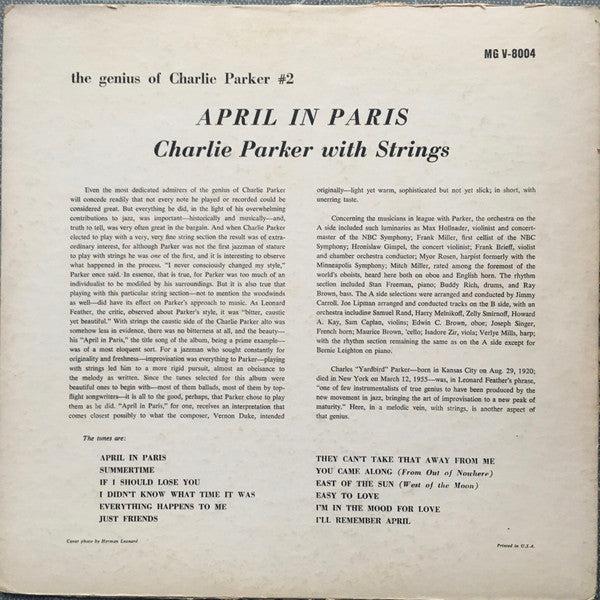 MG V-8004
the genius of Charlie Parker #2
APRIL IN PARIS
Charlie Parker with Strings
Even the most dedicated admirers of the genius of Charlie Parker
will concede readily that not every note he played or recorded could be
considered great. But everything he did, in the light of his overwhelming
contributions to jazz, was important—historically and musically—and,
truth to tell, was very often great in the bargain. And when Charlie Parker
elected to play with a very, very fine string section the result was of extra-
ordinary interest, for although Parker was not the first jazzman of stature
to play with strings he was one of the first, and it is interesting to observe
what happened in the process. "I never consciously changed my style,"
Parker once said. In essence, that is true, for Parker was too much of an
individualist to be modified by his surroundings. But it is also true that
playing with this particular string section—not to mention the woodwinds
as well—did have its effect on Parker's approach to music. As Leonard
Feather, the critic, observed about Parker's style, it was "bitter, caustic
yet beautiful." With strings the caustic side of the Charlie Parker alto was
somehow less in evidence, there was no bitterness at all, and the beauty—
his "April in Paris," the title song of the album, being a prime example—
was of a most eloquent sort. For a jazzman who sought constantly for
originality and freshness—improvisation was everything to Parker—playing
with strings led him to a more rigid pursuit, almost an obeisance to
the melody as written. Since the tunes selected for this album were
beautiful ones to begin with—most of them ballads, most of them by top-
flight songwriters—it is all to the good, perhaps, that Parker chose to play
them as he did. "April in Paris," for one, receives an interpretation that
comes closest possibly to what the composer, Vernon Duke, intended
originally—light yet warm, sophisticated but not yet slick; in short, with
unerring taste.
Concerning the musicians in league with Parker, the orchestra on the
A side included such luminaries as Max Hollnader, violinist and concert-
master of the NBC Symphony; Frank Miller, first cellist of the NBC
Symphony; Hronislav Gimpel, the concert violinist; Frank Brieff, violist
and chamber orchestra conductor; Myor Rosen, harpist formerly with the
Minneapolis Symphony; Mitch Miller, rated among the foremost of the
world's oboeists, heard here both on oboe and English horn. The rhythm
section included Stan Freeman, piano; Buddy Rich, drums, and Ray
Brown, bass. The A side selections were arranged and conducted by Jimmy
Carroll. Joe Lipman arranged and conducted tracks on the B side, with an
orchestra including Samuel Rand, Harry Melnikoff, Zelly Smirnoff, Howard
A. Kay, Sam Caplan, violins; Edwin C. Brown, oboe; Joseph Singer,
French horn; Maurice Brown, 'cello; Isadore Zir, viola; Verlye Mills, harp;
with the rhythm section remaining the same as on the A side except for
Bernie Leighton on piano.
Charles "Yardbird" Parker—born in Kansas City on Aug. 29, 1920;
died in New York on March 12, 1955—was, in Leonard Feather's phrase,
"one of few instrumentalists of true genius to have been produced by the
new movement in jazz, bringing the art of improvisation to a new peak of
maturity." Here, in a melodic vein, with strings, is another aspect of
that genius.
The tunes are:
APRIL IN PARIS
SUMMERTIME
IF I SHOULD LOSE YOU
I DIDN'T KNOW WHAT TIME IT WAS
EVERYTHING HAPPENS TO ME
JUST FRIENDS
THEY CAN'T TAKE THAT AWAY FROM ME
YOU CAME ALONG (From Out of Nowhere)
EAST OF THE SUN (West of the Moon)
EASY TO LOVE
I'M IN THE MOOD FOR LOVE
I'LL REMEMBER APRIL
Cover photo by Herman Leonard
Printed in U.S.A.